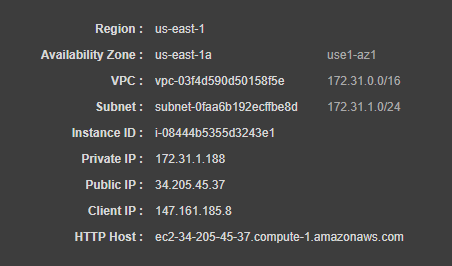 Region : us-east-1
Availability Zone : us-east-1a use1-az1
VPC : vpc-03f4d590d50158f5e 172.31.0.0/16
Subnet : subnet-0faa6b192ecffbe8d 172.31.1.0/24
Instance ID : i-08444b5355d3243e1
Private IP : 172.31.1.188
Public IP : 34.205.45.37
Client IP : 147.161.185.8
HTTP Host : ec2-34-205-45-37.compute-1.amazonaws.com